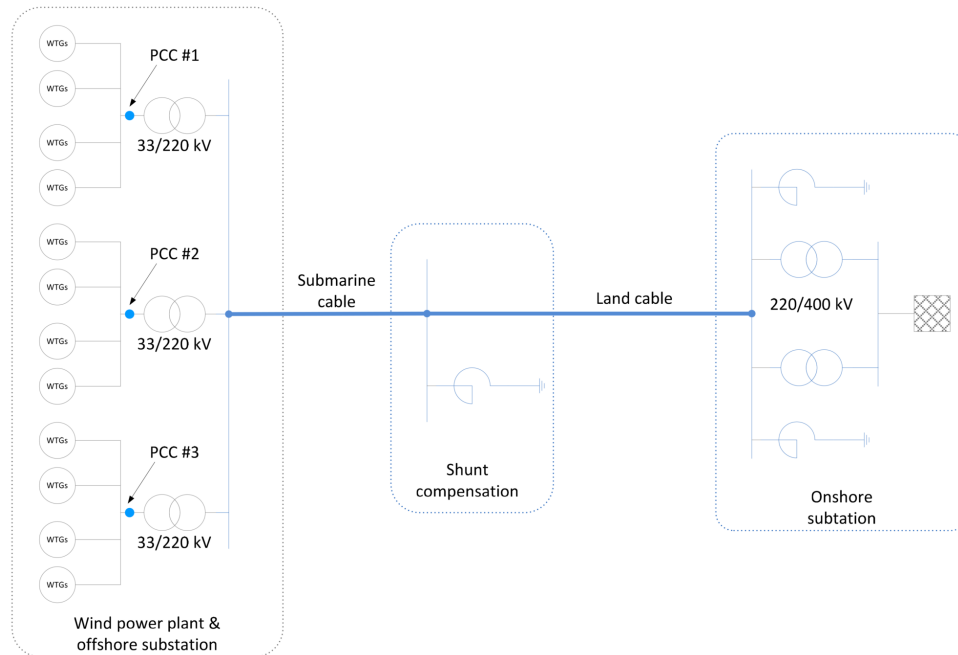 WTGs
PCC #1
WTGs
33/220 kV
WTGs
WTGs
WTGs
PCC #2
WTGs
33/220 kV
WTGs
WTGs
WTGs
PCC #3
WTGs
33/220 kV
WTGs
WTGs
Wind power plant &
offshore substation
Submarine
cable
Shunt
compensation
Land cable
220/400 kV
Onshore
subtation